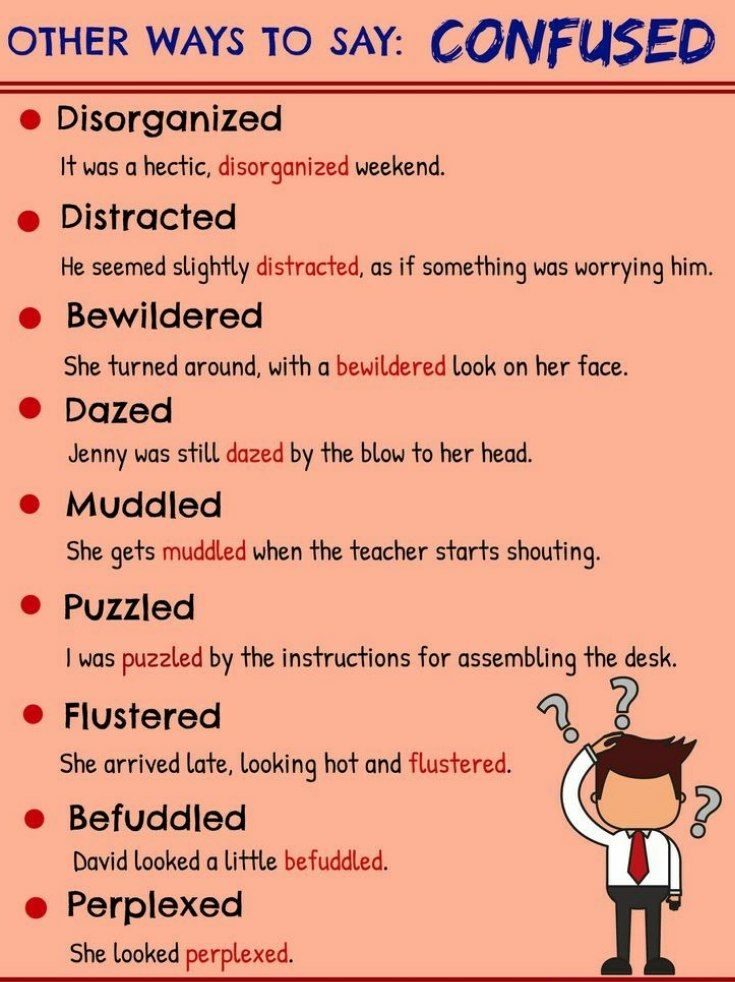 OTHER WAYS TO SAY: CONFUSED
Disorganized
It was a hectic, disorganized weekend.
Distracted
He seemed slightly distracted, as if something was worrying him.
Bewildered
She turned around, with a bewildered look on her face.
Dazed
Jenny was still dazed by the blow to her head.
Muddled
She gets muddled when the teacher starts shouting.
Puzzled
I was puzzled by the instructions for assembling the desk.
Flustered
She arrived late, looking hot and flustered.
Befuddled
David looked a little befuddled.
Perplexed
She looked perplexed.
? ? ?